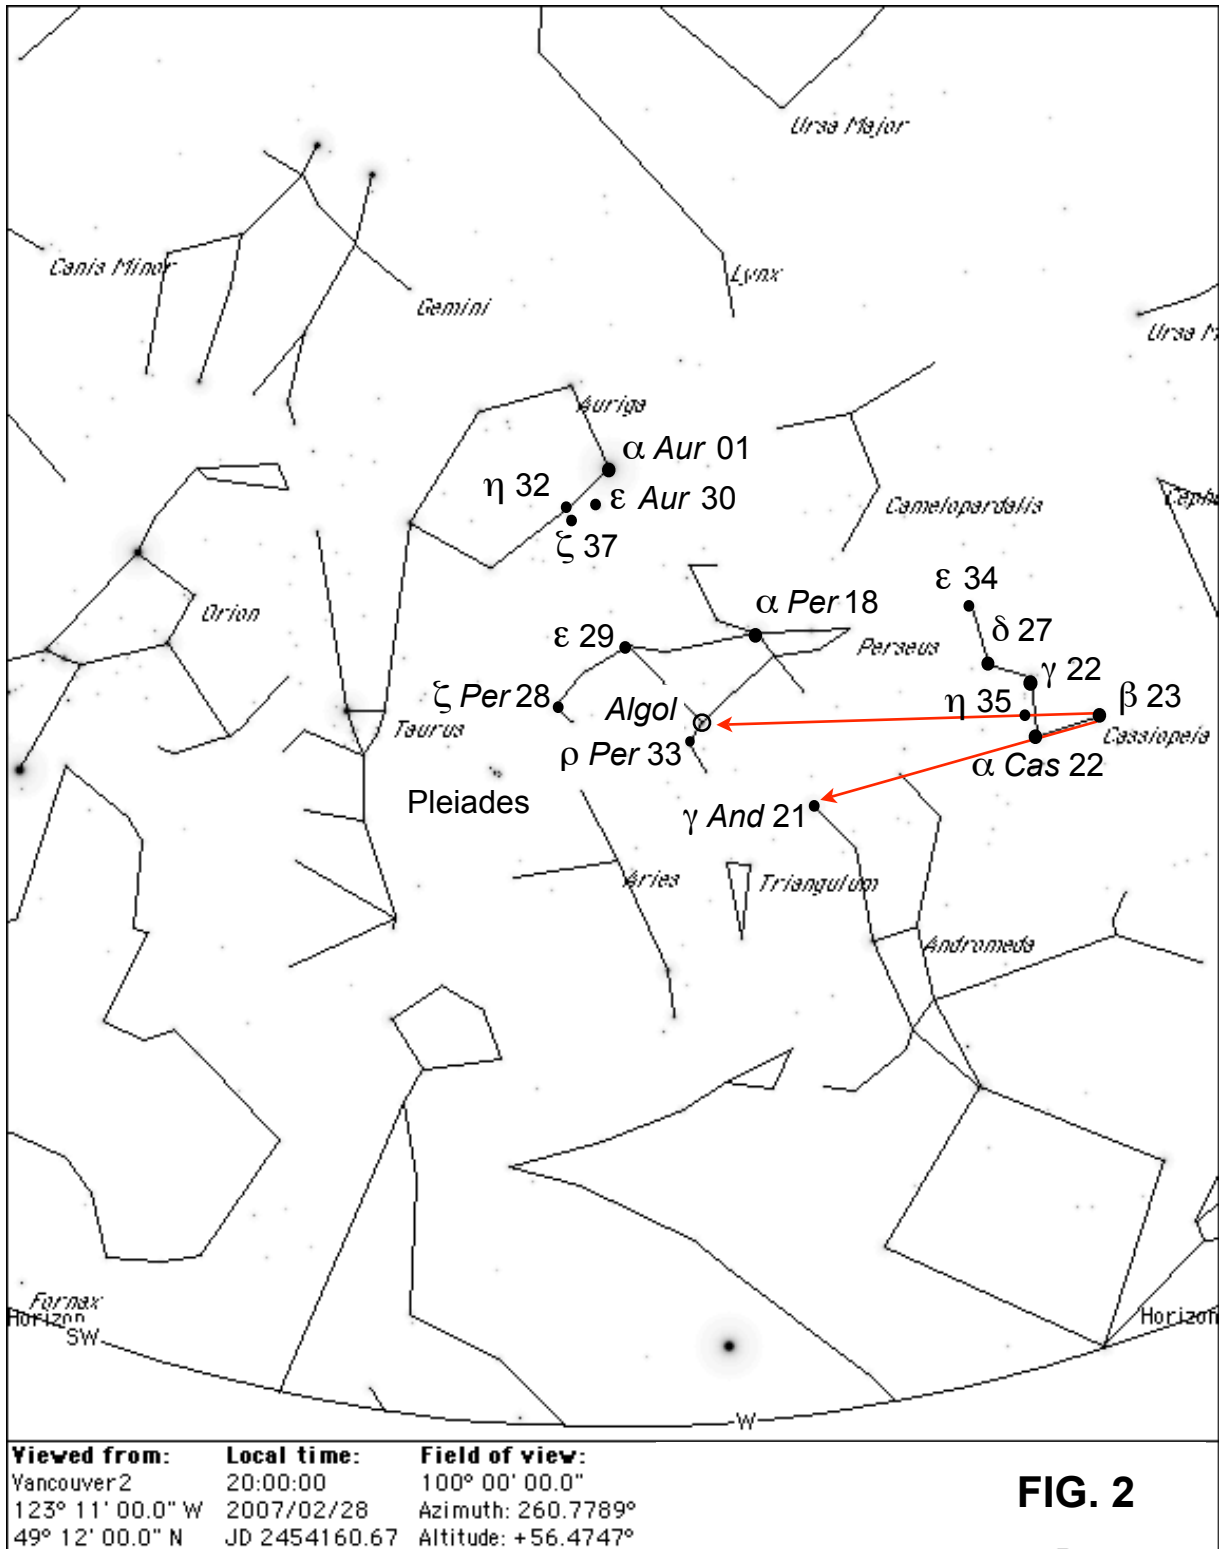 Ursa Major
Canis Minor
Gemini
Lynx
Ursa M
Auriga
α Aur 01
η 32
ε Aur 30
ζ 37
Camelopardalis
Cephe
Orion
ε 34
α Per 18
δ 27
ε 29
Perseus
γ 22
ζ Per 28
Algol
η 35
β 23
Taurus
ρ Per 33
Cassiopeia
α Cas 22
Pleiades
γ And 21
Aries
Triangulum
Andromeda
Fornax
Horizon
SW
Horizon
W
Viewed from: Local time: Field of view:
Vancouver2 20:00:00 100° 00' 00.0"
123° 11' 00.0" W 2007/02/28 Azimuth: 260.7789°
49° 12' 00.0" N JD 2454160.67 Altitude: +56.4747°
FIG. 2